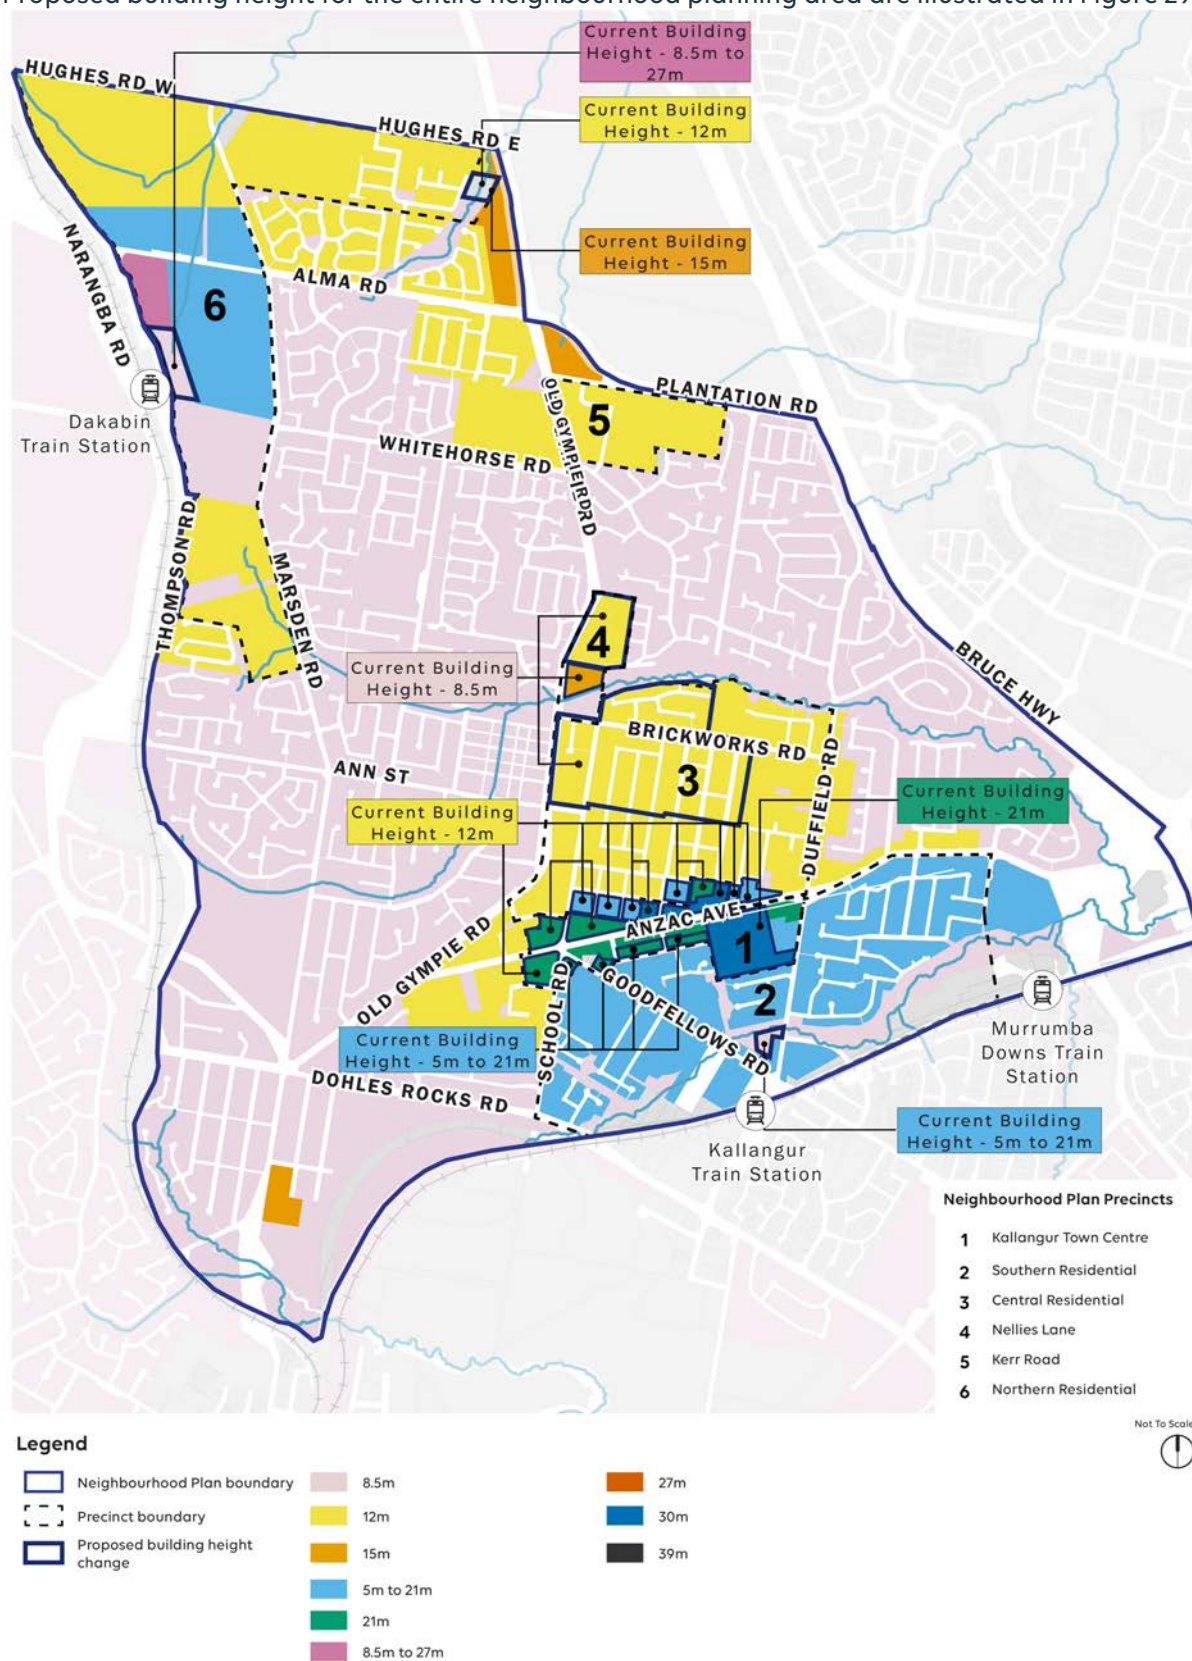 Proposed building height for the entire neighbourhood planning area are illustrated in Figure 29
Current Building
Height - 8.5m to
27m
HUGHES RD W
Current Building
Height - 12m
HUGHES RD E
NARANGBA RD
Current Building
Height - 15m
ALMA RD
6
Dakabin
Train Station
OLD GYMPIE RD
PLANTATION RD
5
WHITEHORSE RD
THOMPSON RD
MARSDEN RD
4
Current Building
Height - 8.5m
BRUCE HWY
BRICKWORKS RD
DUFFIELD RD
ANN ST
3
Current Building
Height - 21m
Current Building
Height - 12m
ANZAC AVE
OLD GYMPIE RD
1
SCHOOL RD
GOODFELLOWS RD
2
Current Building
Height - 5m to 21m
Murrumba
Downs Train
Station
DOHLES ROCKS RD
Current Building
Height - 5m to 21m
Kallangur
Train Station
Neighbourhood Plan Precincts
1 Kallangur Town Centre
2 Southern Residential
3 Central Residential
4 Nellies Lane
5 Kerr Road
6 Northern Residential
Not To Scale
Legend
Neighbourhood Plan boundary
Precinct boundary
Proposed building height
change
8.5m
12m
15m
5m to 21m
21m
8.5m to 27m
27m
30m
39m